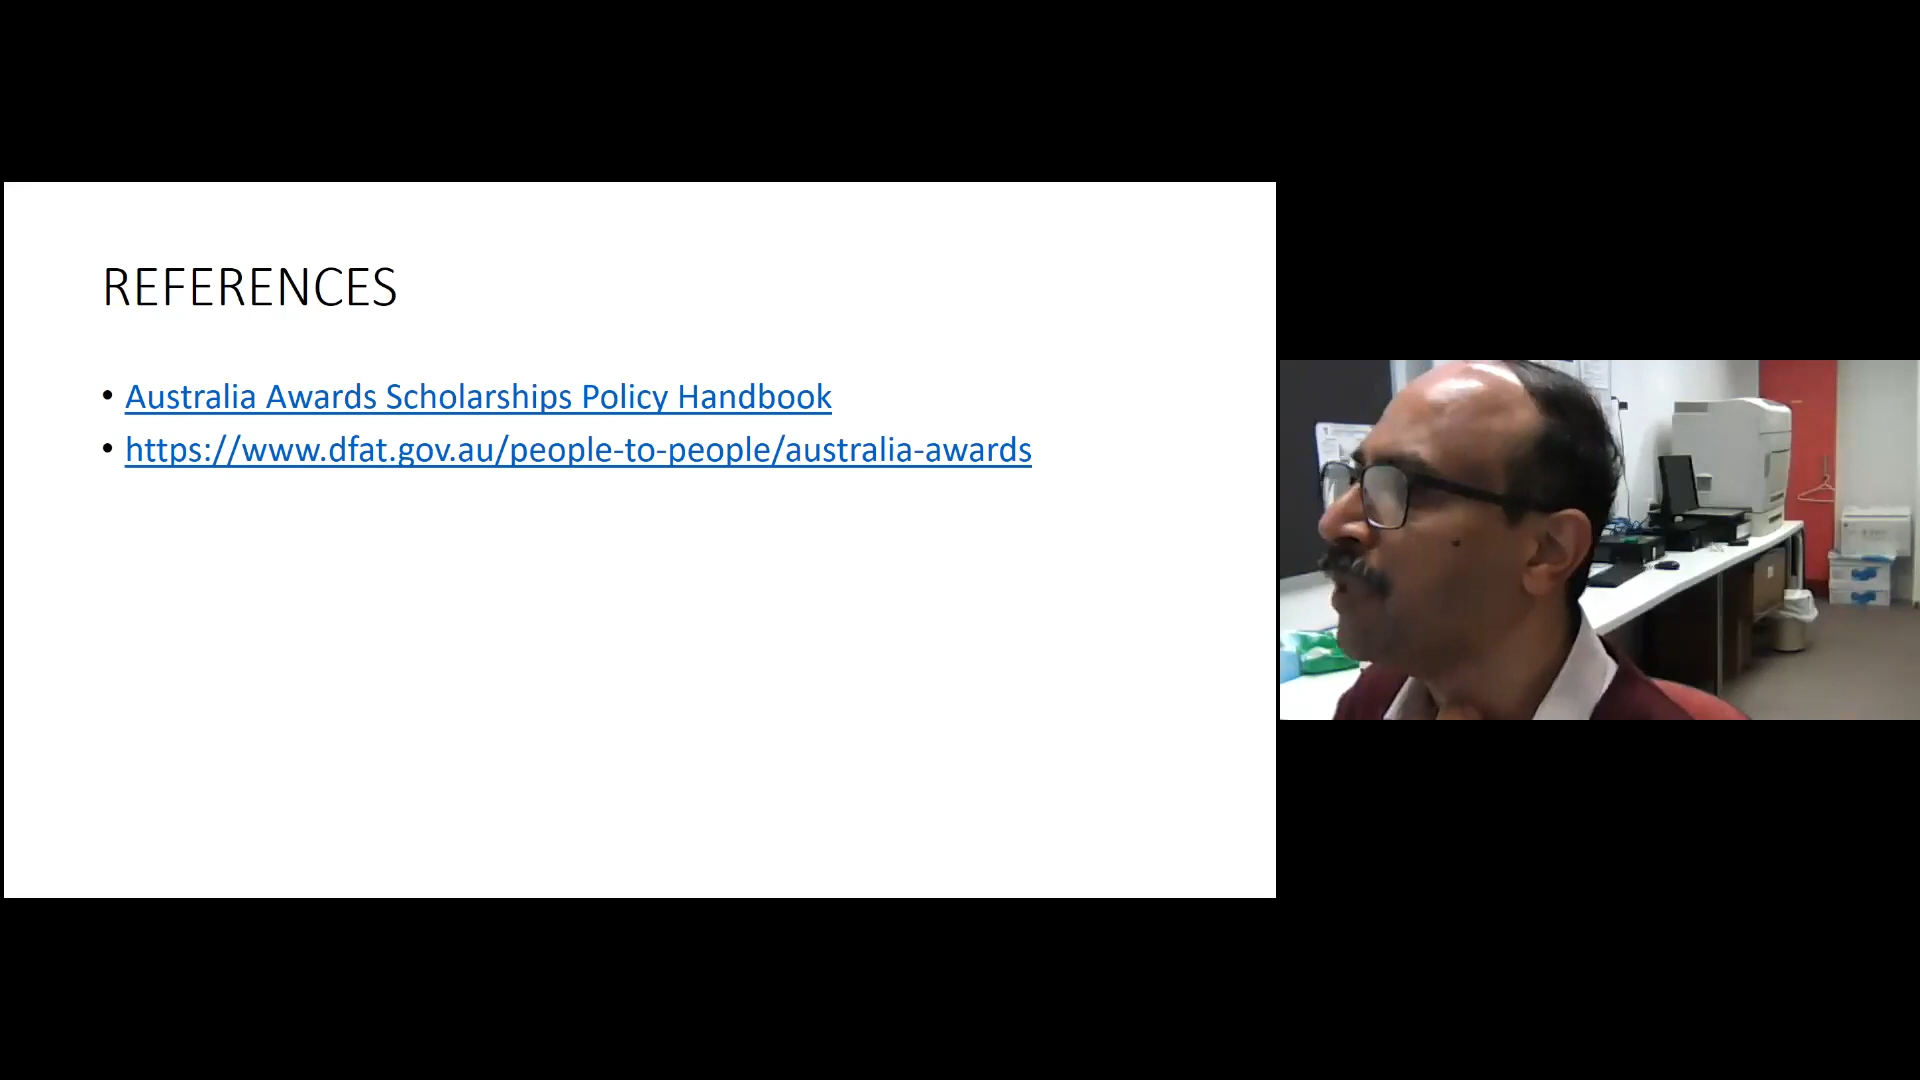 REFERENCES
• Australia Awards Scholarships Policy Handbook
• https://www.dfat.gov.au/people-to-people/australia-awards